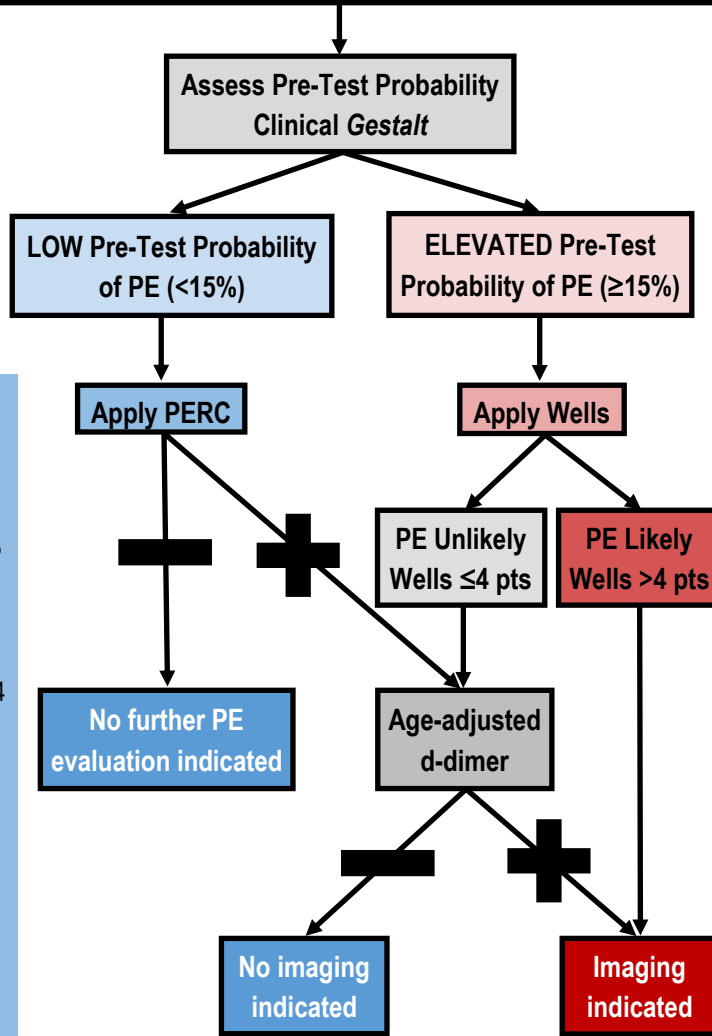 Assess Pre-Test Probability
Clinical Gestalt
LOW Pre-Test Probability
of PE (<15%)
ELEVATED Pre-Test
Probability of PE (≥15%)
Apply PERC
Apply Wells
PE Unlikely
Wells ≤4 pts
PE Likely
Wells >4 pts
No further PE
evaluation indicated
Age-adjusted
d-dimer
No imaging
indicated
Imaging
indicated